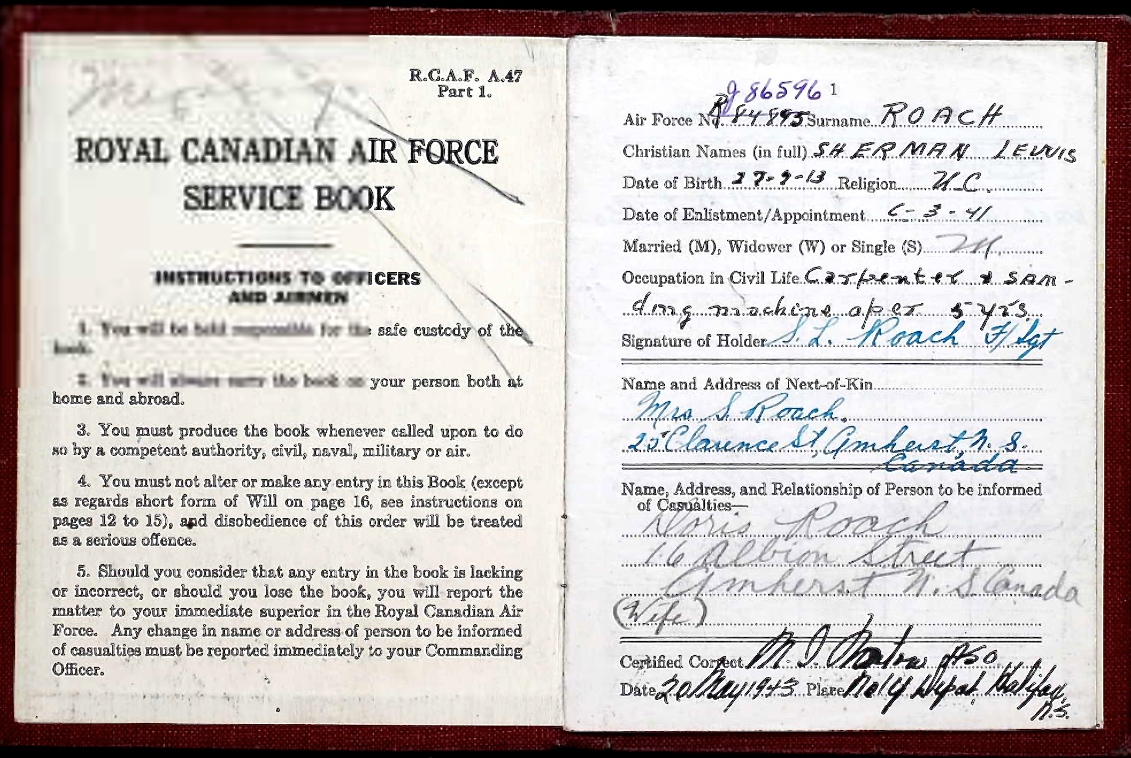 R.C.A.F. A.47
Part 1.
ROYAL CANADIAN AIR FORCE
SERVICE BOOK
INSTRUCTIONS TO OFFICERS
AND AIRMEN
1. You will be held responsible for the safe custody of the
book.
2. You will always carry the book on your person both at
home and abroad.
3. You must produce the book whenever called upon to do
so by a competent authority, civil, naval, military or air.
4. You must not alter or make any entry in this Book (except
as regards short form of Will on page 16, see instructions on
pages 12 to 15), and disobedience of this order will be treated
as a serious offence.
5. Should you consider that any entry in the book is lacking
or incorrect, or should you lose the book, you will report the
matter to your immediate superior in the Royal Canadian Air
Force. Any change in name or address of person to be informed
of casualties must be reported immediately to your Commanding
Officer.
J 86596 1
Air Force No. R 84895 Surname ROACH
Christian Names (in full) SHERMAN LEWIS
Date of Birth 27-9-13 Religion U.C.
Date of Enlistment/Appointment 6-3-41
Married (M), Widower (W) or Single (S) M
Occupation in Civil Life Carpenter & SAN-
ding machine oper 5 yrs.
Signature of Holder S. L. Roach F/Sgt
Name and Address of Next-of-Kin
Mrs S. Roach.
25 Clarence St, Amherst, N. S.
Canada
Name, Address, and Relationship of Person to be informed
of Casualties—
Doris Roach
16 Albion Street
Amherst N. S. Canada
(Wife)
Certified Correct
Date 20 May 1943 Place Depot Halifax
N.S.